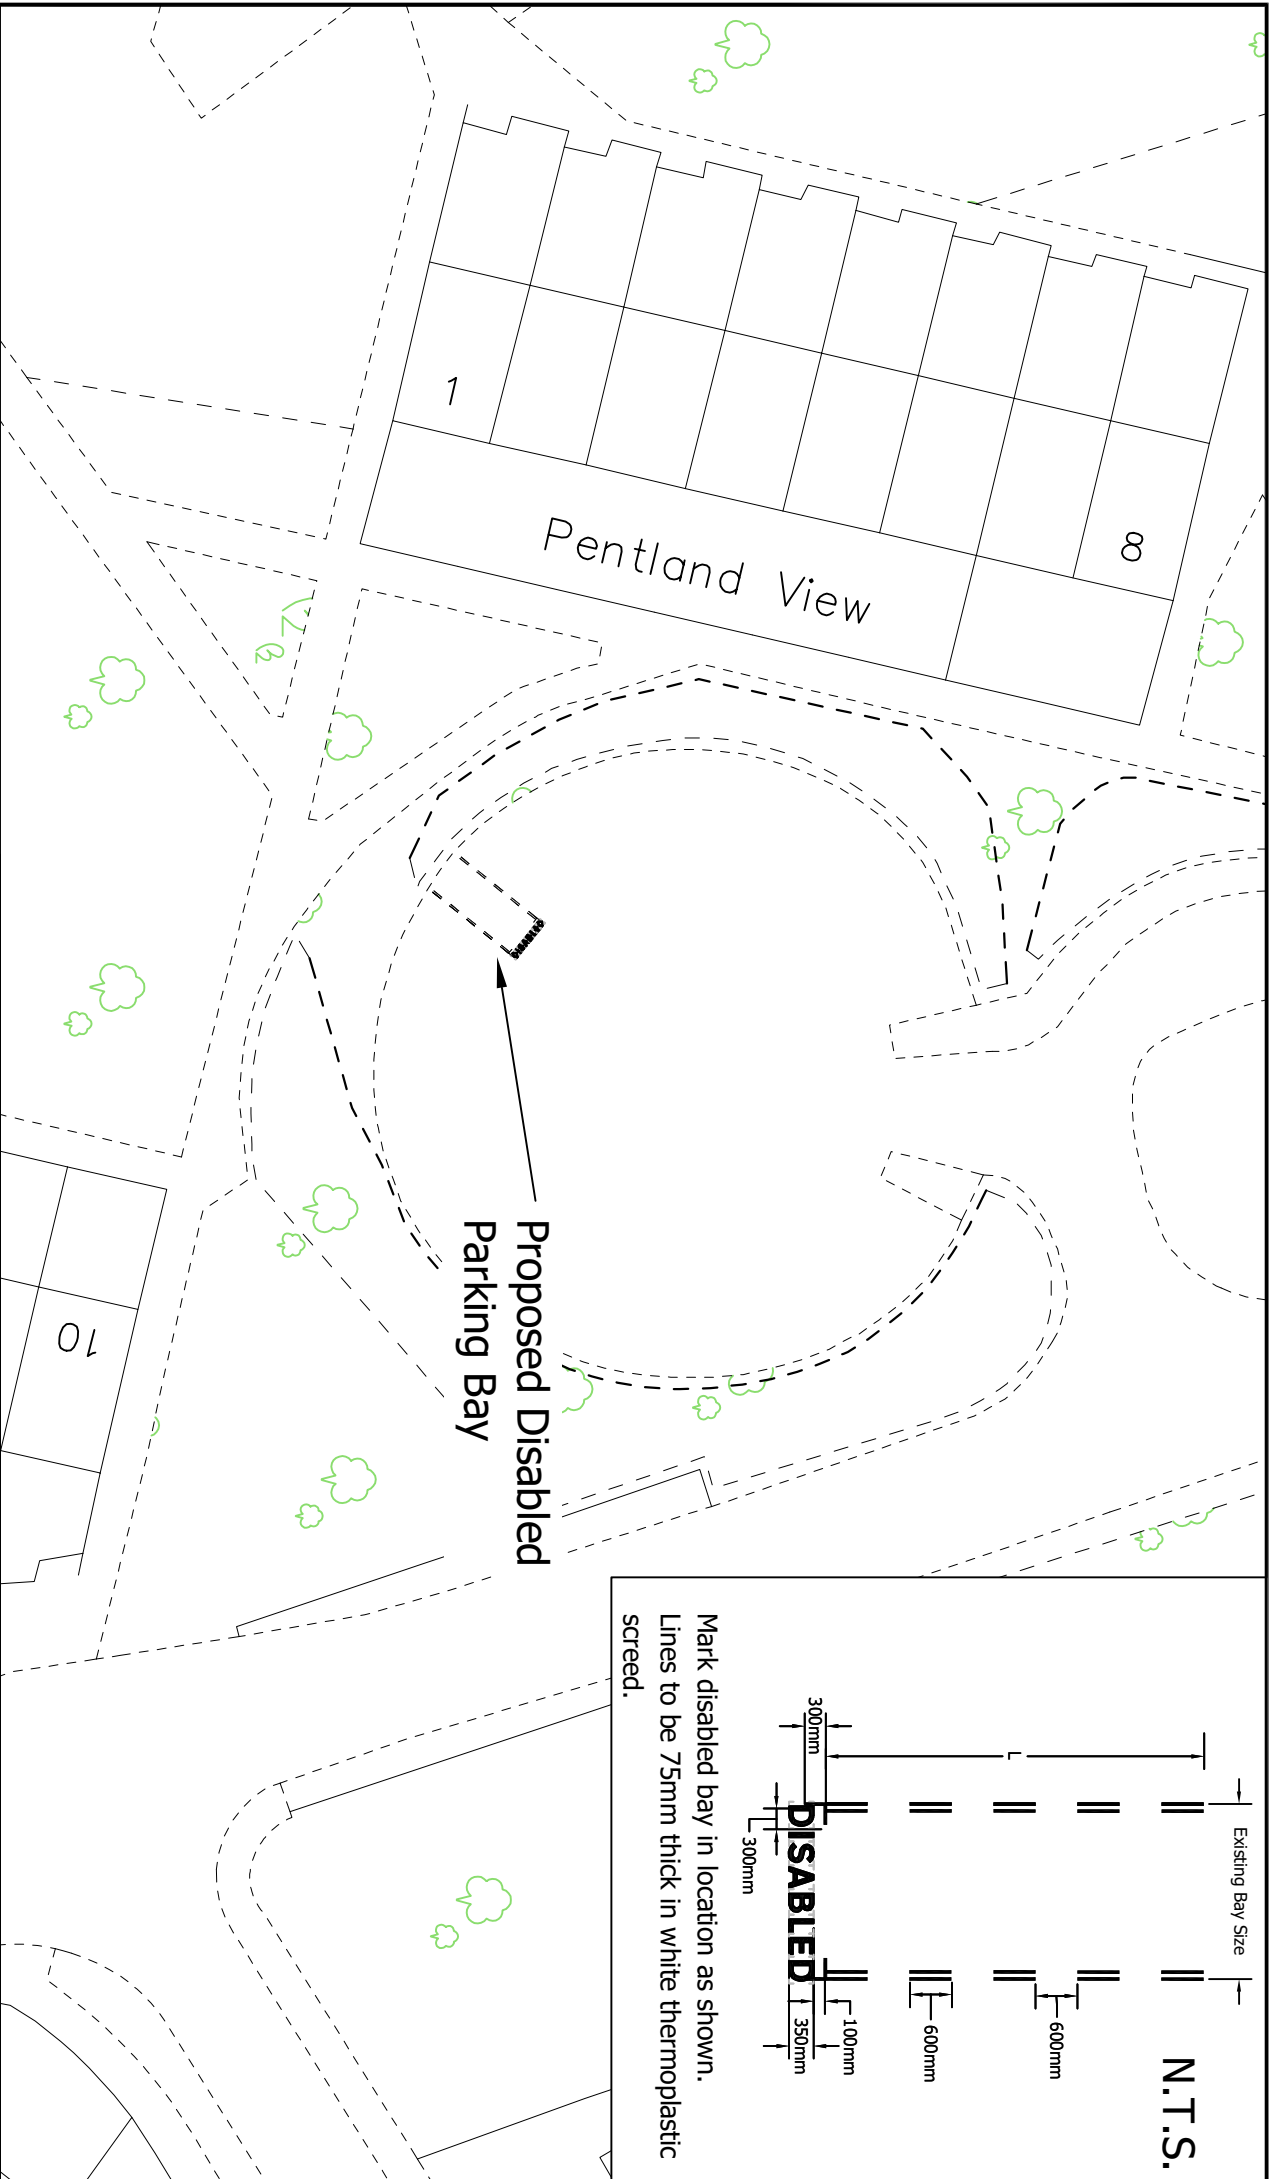 1
8
Pentland View
10
Proposed Disabled
Parking Bay
DISABLED
N.T.S.
Existing Bay Size
L
300mm
300mm
DISABLED
600mm
600mm
100mm
350mm
Mark disabled bay in location as shown.
Lines to be 75mm thick in white thermoplastic
screed.